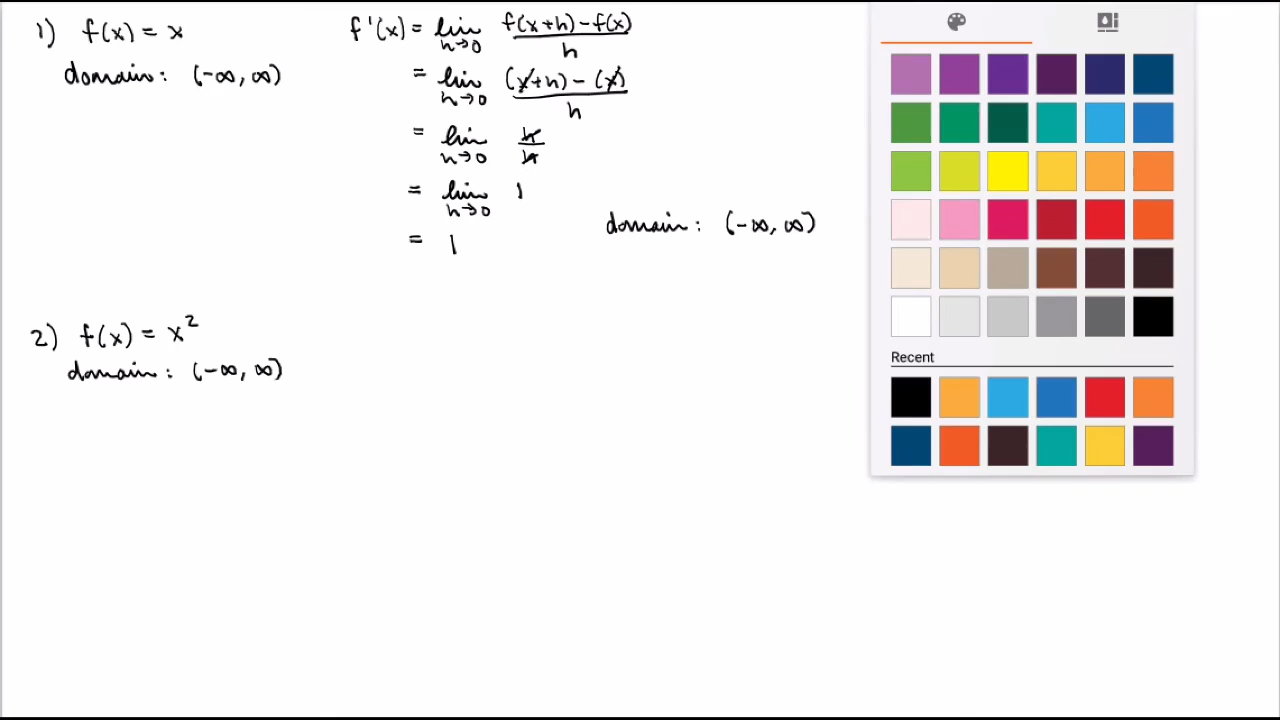 1) f(x) = x
domain: (-∞, ∞)
f'(x) = lim h→0 f(x+h)-f(x) / h
= lim h→0 (x+h) - (x) / h
= lim h→0 h / h
= lim h→0 1
= 1
domain: (-∞, ∞)
2) f(x) = x²
domain: (-∞, ∞)
Recent